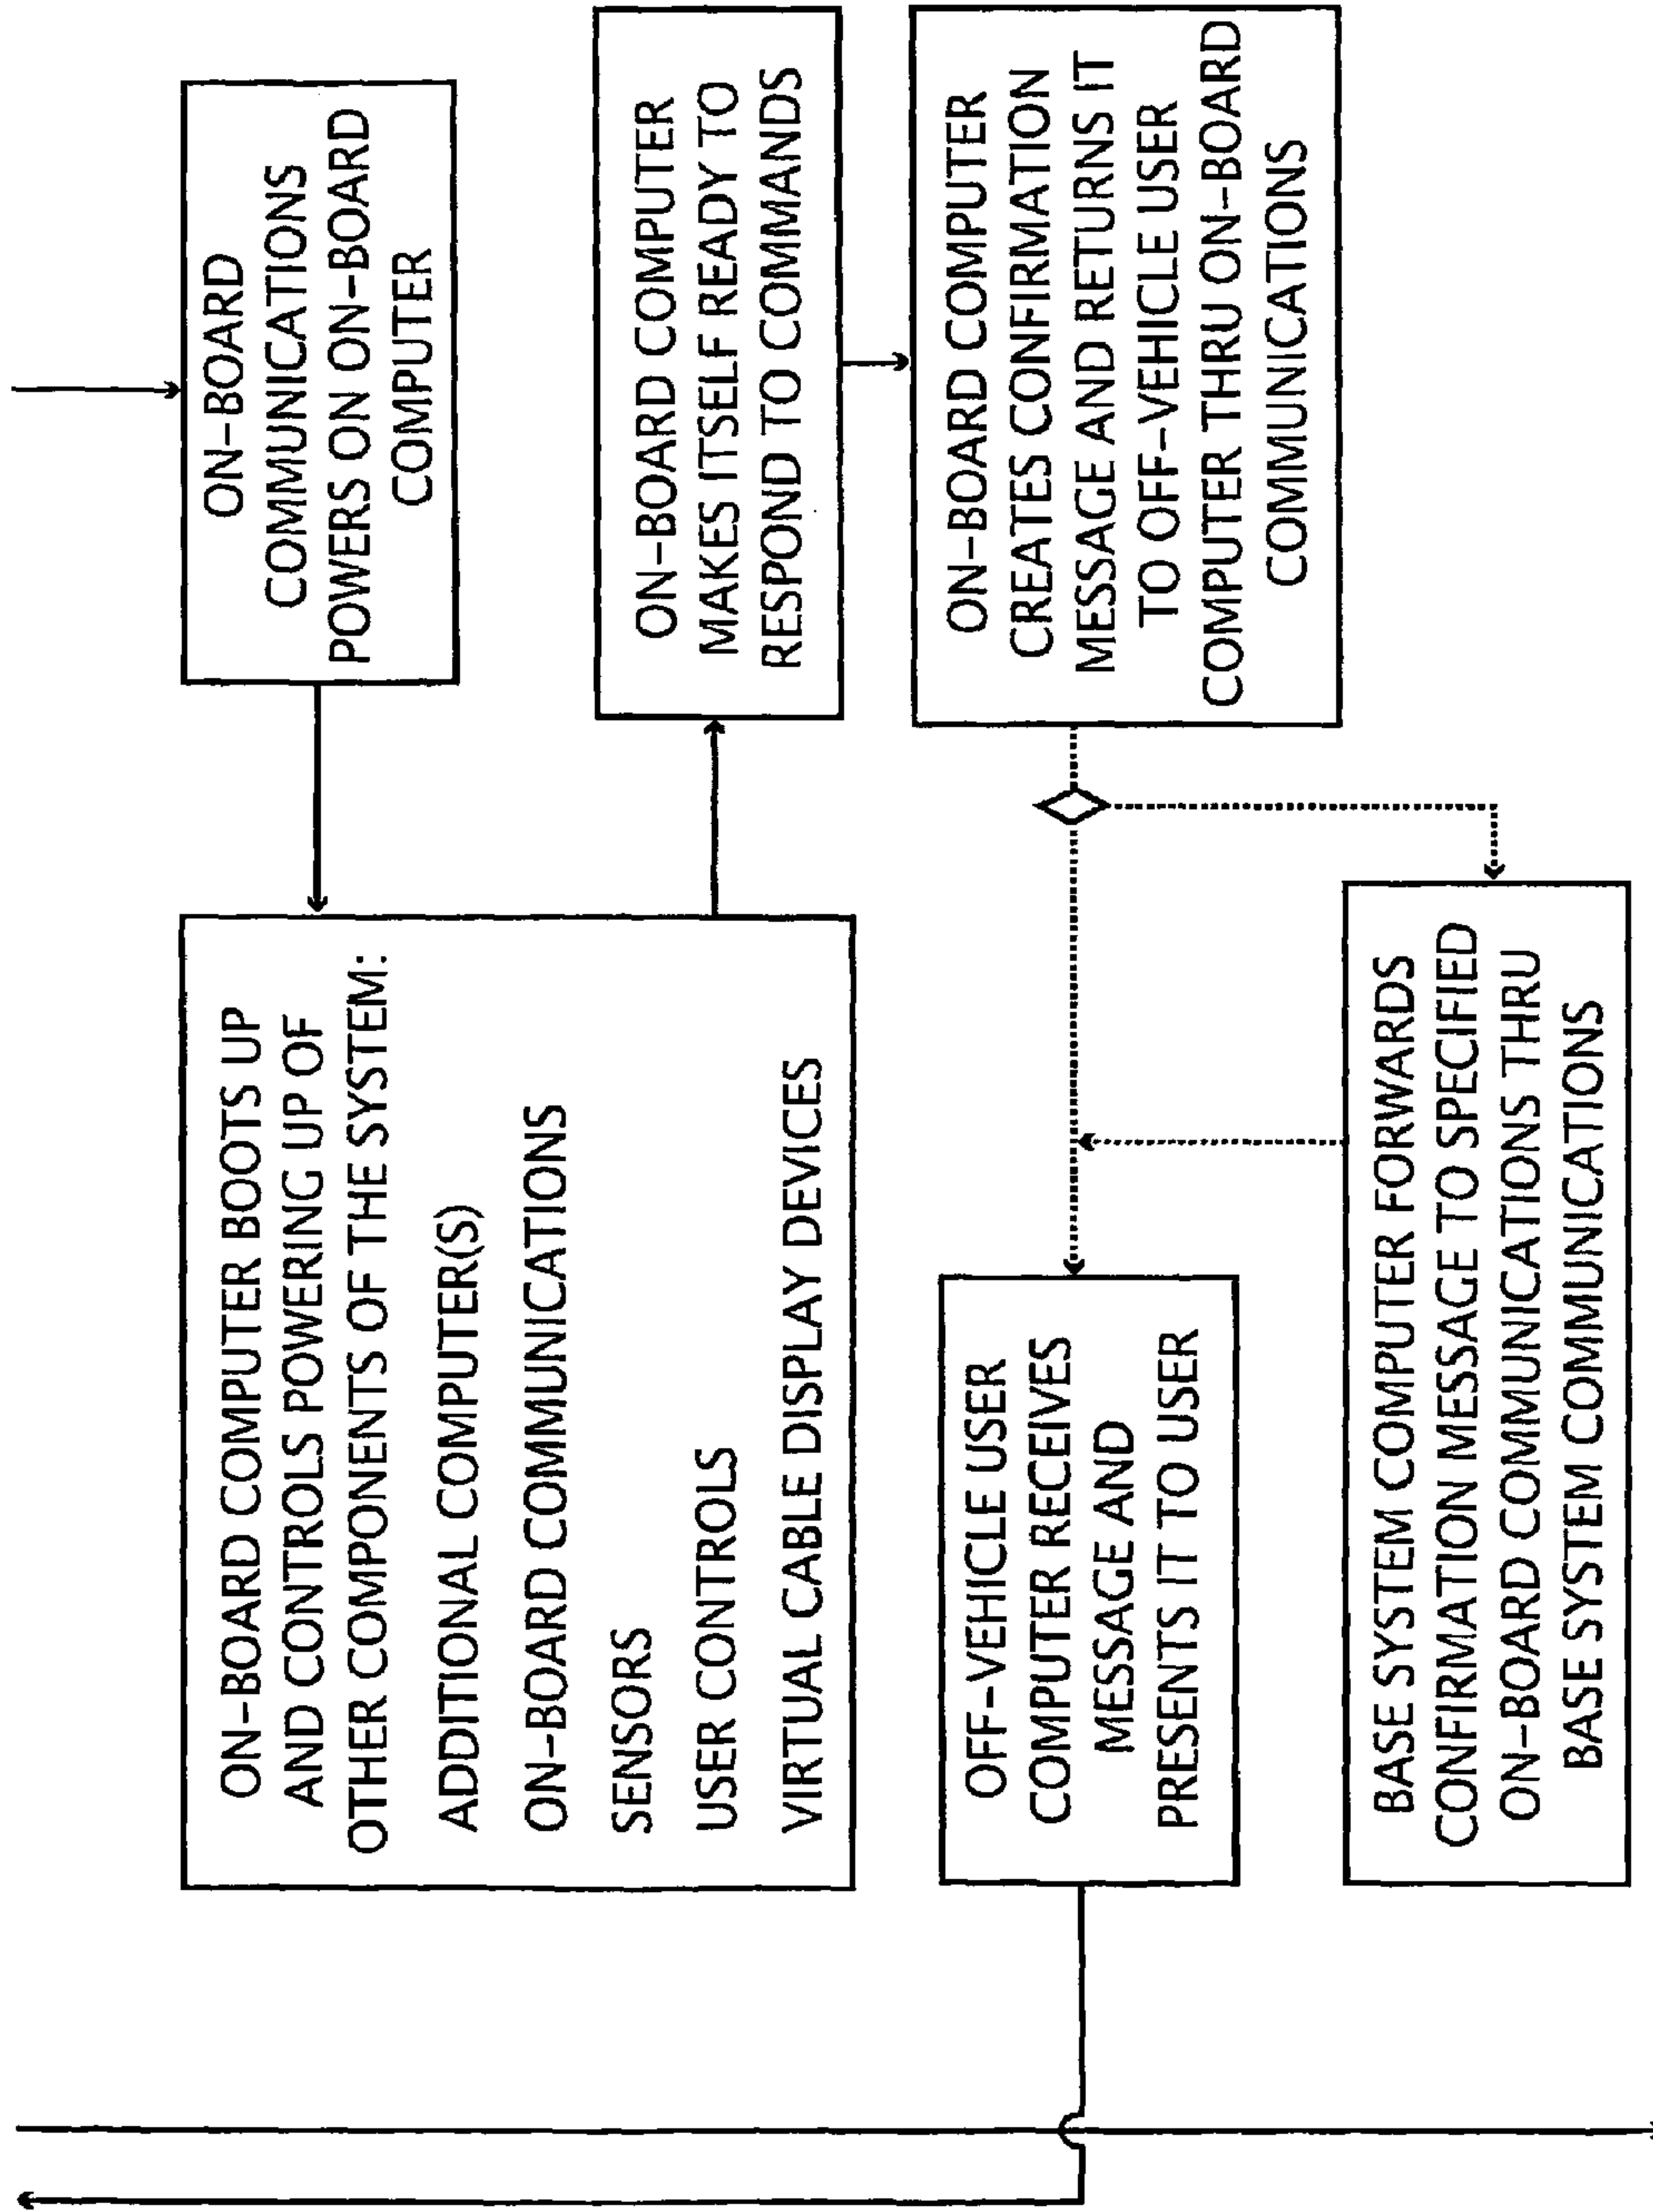 ON-BOARD
COMMUNICATIONS
POWERS ON ON-BOARD
COMPUTER
ON-BOARD COMPUTER BOOTS UP
AND CONTROLS POWERING UP OF
OTHER COMPONENTS OF THE SYSTEM:
ADDITIONAL COMPUTER(S)
ON-BOARD COMMUNICATIONS
SENSORS
USER CONTROLS
VIRTUAL CABLE DISPLAY DEVICES
ON-BOARD COMPUTER
MAKES ITSELF READY TO
RESPOND TO COMMANDS
ON-BOARD COMPUTER
CREATES CONFIRMATION
MESSAGE AND RETURNS IT
TO OFF-VEHICLE USER
COMPUTER THRU ON-BOARD
COMMUNICATIONS
OFF-VEHICLE USER
COMPUTER RECEIVES
MESSAGE AND
PRESENTS IT TO USER
BASE SYSTEM COMPUTER FORWARDS
CONFIRMATION MESSAGE TO SPECIFIED
ON-BOARD COMMUNICATIONS THRU
BASE SYSTEM COMMUNICATIONS